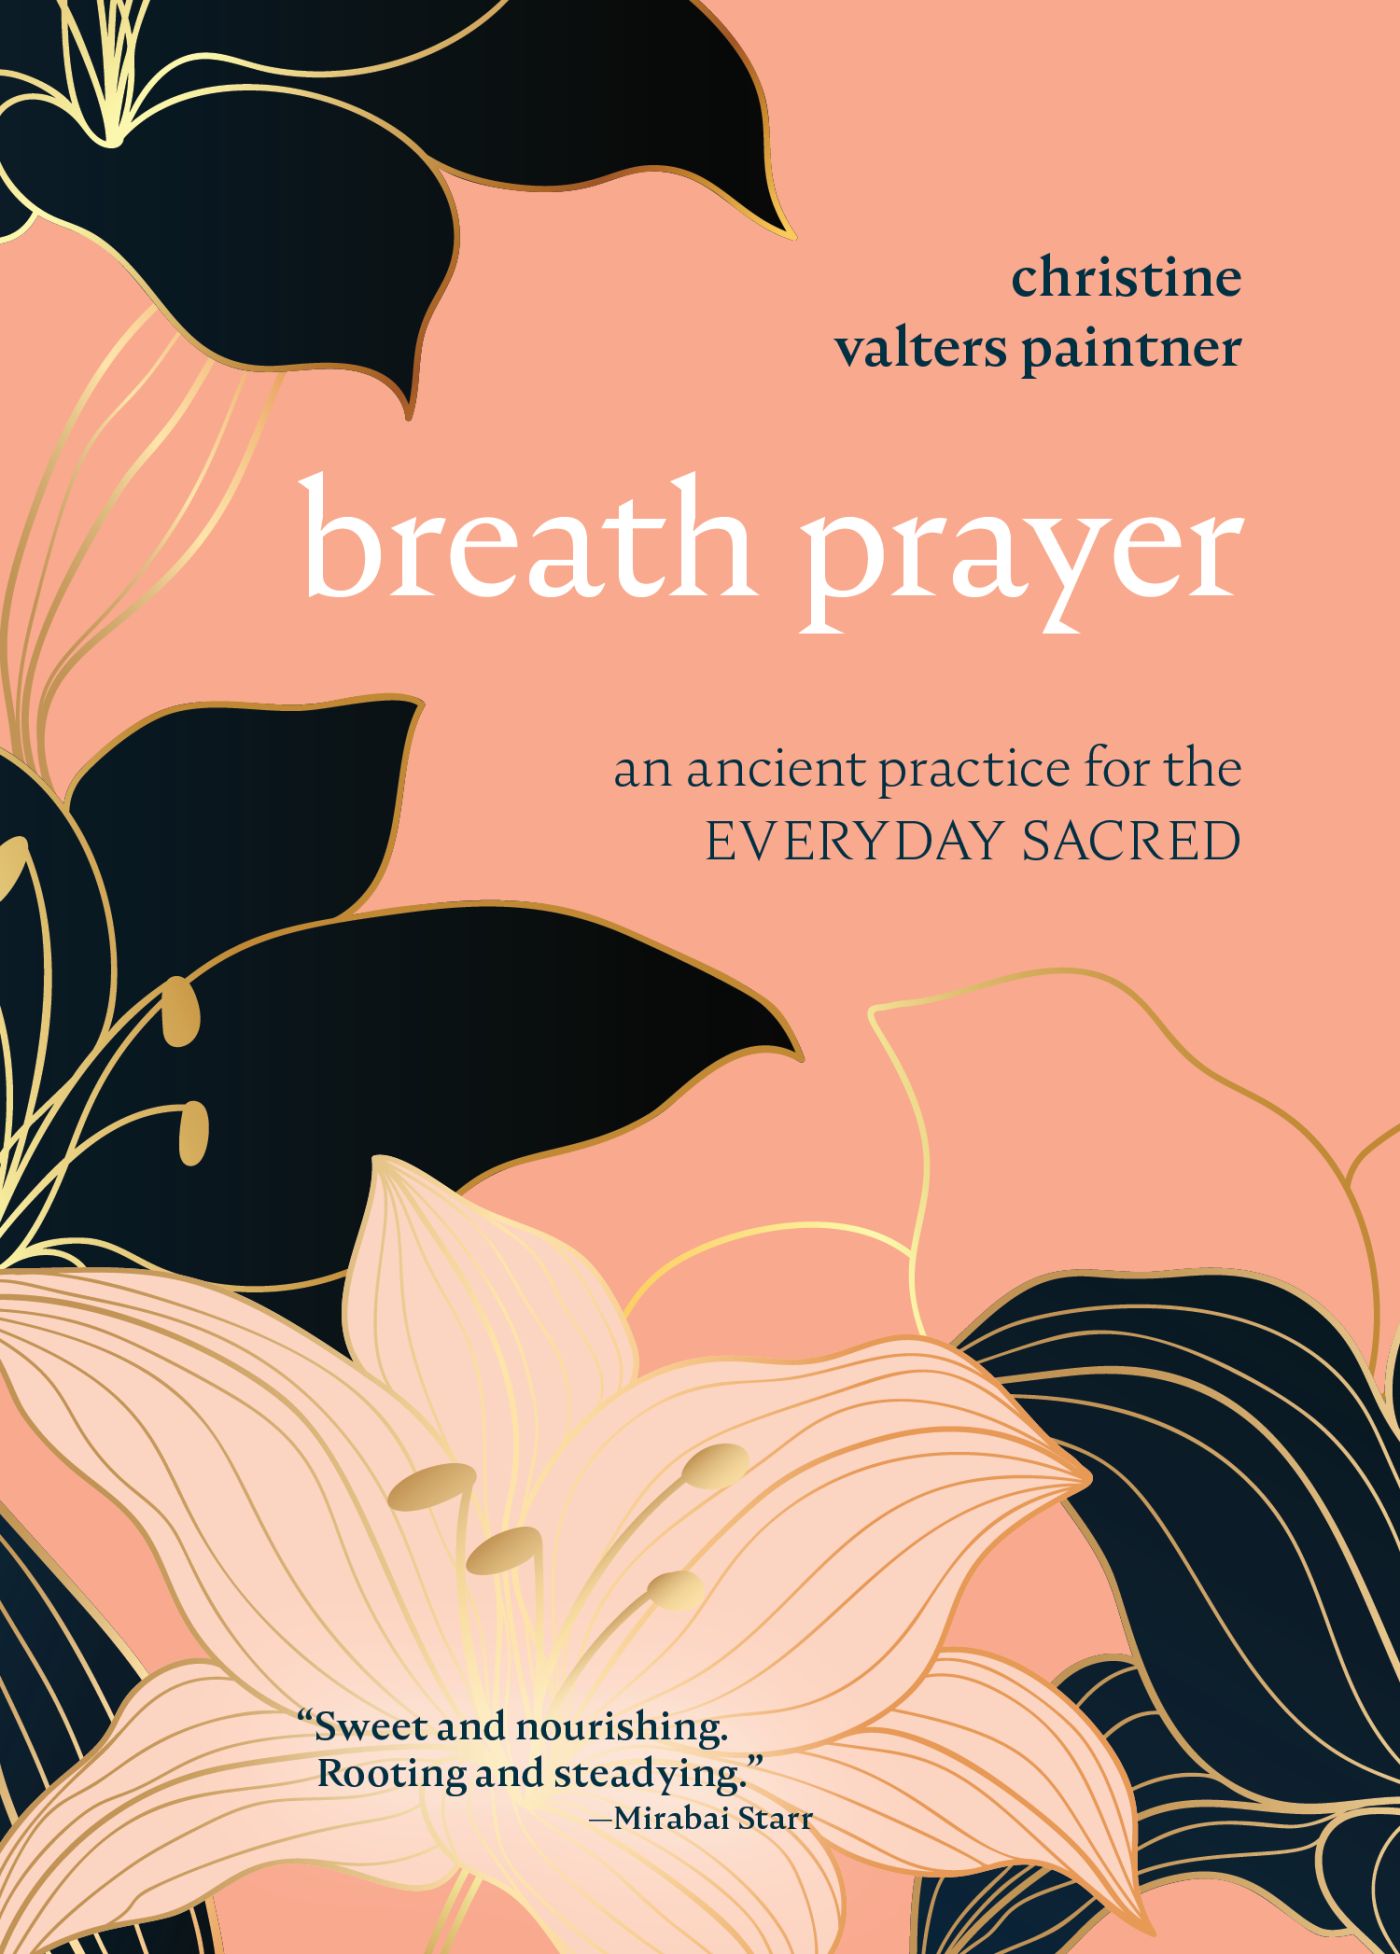 christine
valters paintner
breath prayer
an ancient practice for the
EVERYDAY SACRED
“Sweet and nourishing.
Rooting and steadying.”
—Mirabai Starr